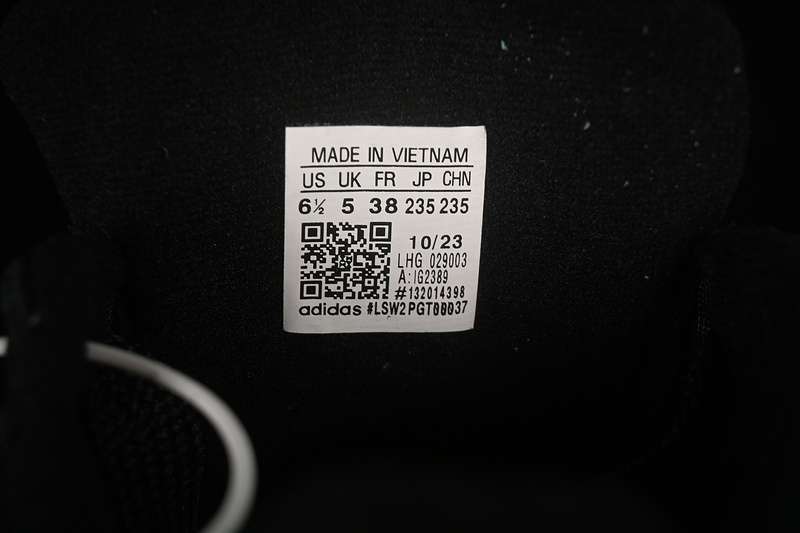 MADE IN VIETNAM
US UK FR JP CHN
6½ 5 38 235 235
10/23
LHG 029003
A:IG2389
#132014398
adidas #LSW2PGT00037